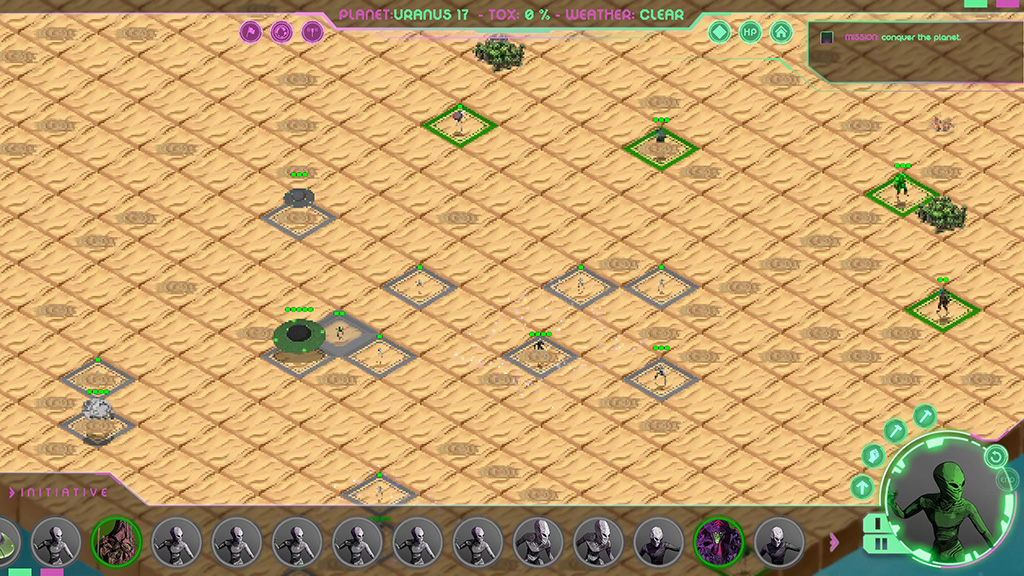 PLANET:URANUS 17 - TOX: 0 % - WEATHER: CLEAR
HP
MISSION: conquer the planet.
INITIATIVE